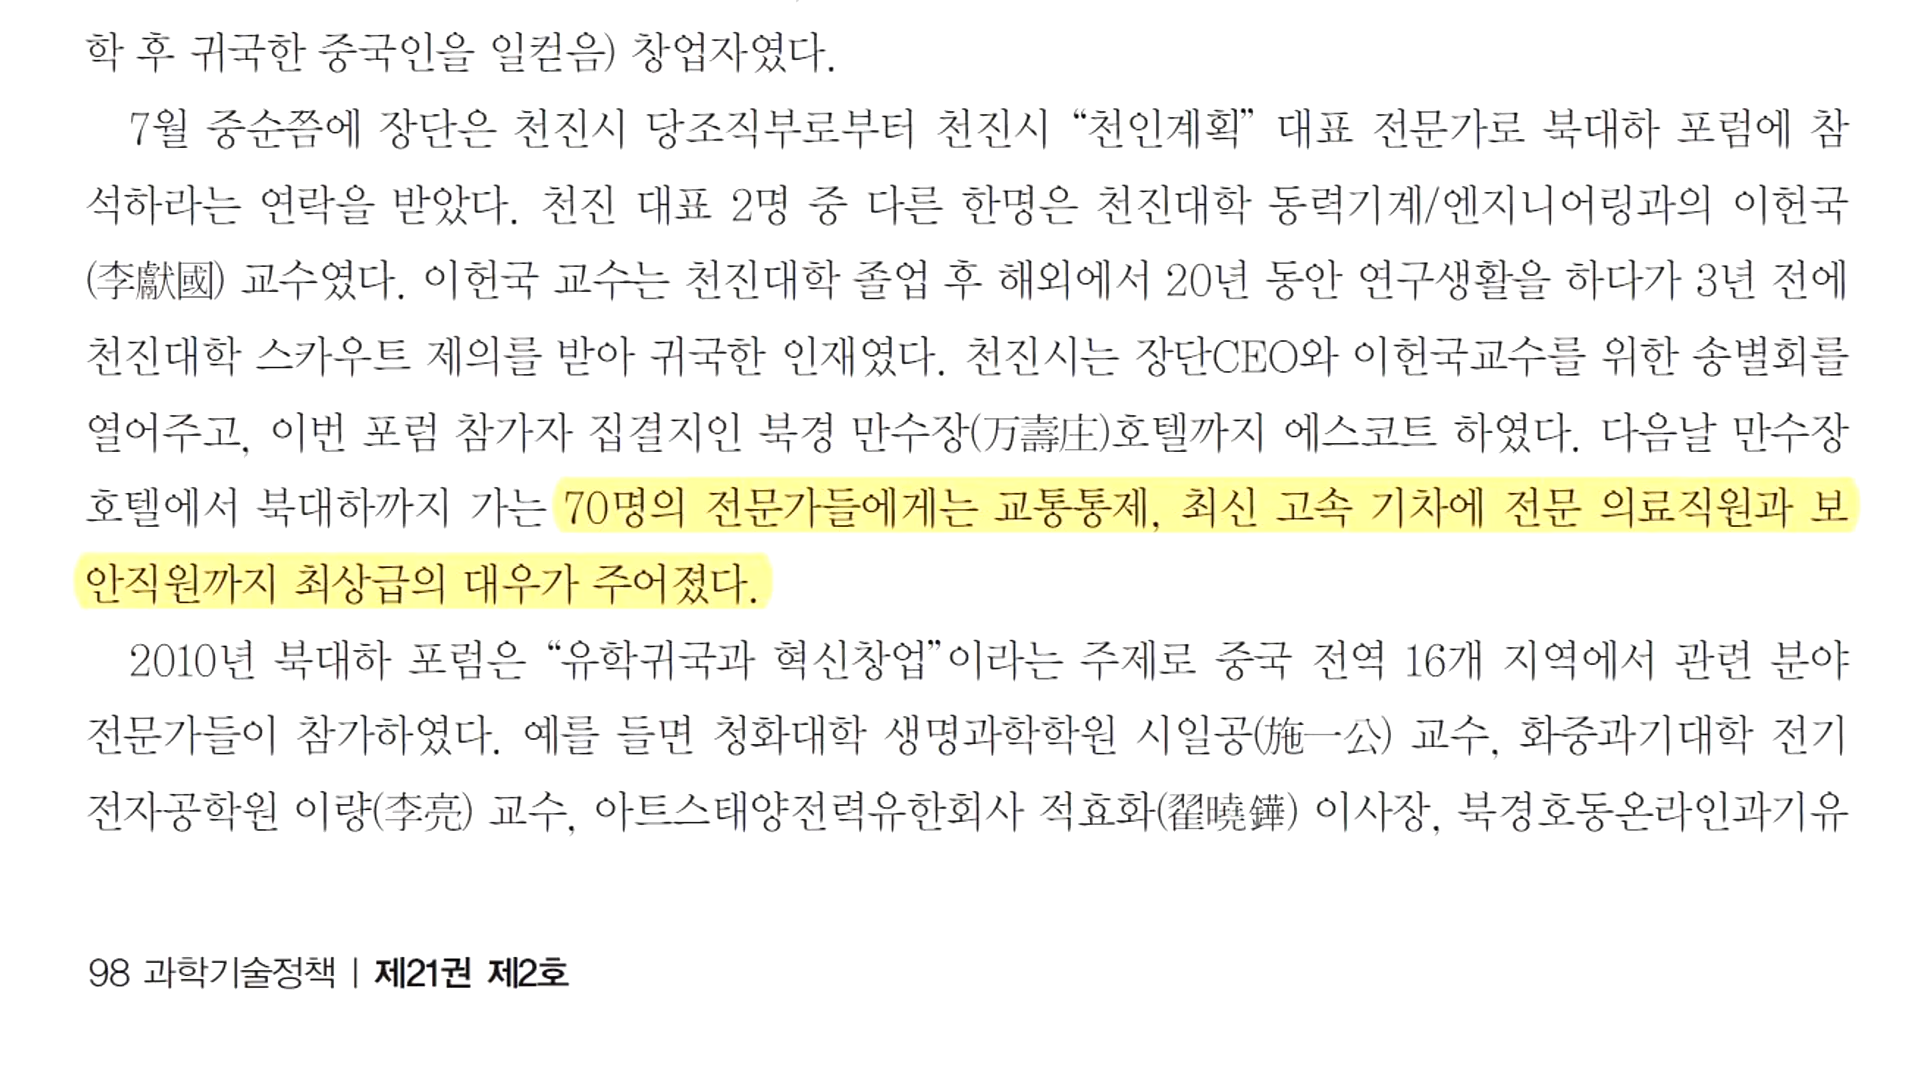 학 후 귀국한 중국인을 일컫음) 창업자였다.
7월 중순쯤에 장단은 천진시 당조직부로부터 천진시 “천인계획” 대표 전문가로 북대하 포럼에 참
석하라는 연락을 받았다. 천진 대표 2명 중 다른 한명은 천진대학 동력기계/엔지니어링과의 이헌국
(李獻國) 교수였다. 이헌국 교수는 천진대학 졸업 후 해외에서 20년 동안 연구생활을 하다가 3년 전에
천진대학 스카우트 제의를 받아 귀국한 인재였다. 천진시는 장단CEO와 이헌국교수를 위한 송별회를
열어주고, 이번 포럼 참가자 집결지인 북경 만수장(万壽庄)호텔까지 에스코트 하였다. 다음날 만수장
호텔에서 북대하까지 가는 70명의 전문가들에게는 교통통제, 최신 고속 기차에 전문 의료직원과 보
안직원까지 최상급의 대우가 주어졌다.
2010년 북대하 포럼은 “유학귀국과 혁신창업”이라는 주제로 중국 전역 16개 지역에서 관련 분야
전문가들이 참가하였다. 예를 들면 청화대학 생명과학학원 시일공(施一公) 교수, 화중과기대학 전기
전자공학원 이량(李亮) 교수, 아트스태양전력유한회사 적효화(翟曉鏵) 이사장, 북경호동온라인과기유
98 과학기술정책 | 제21권 제2호